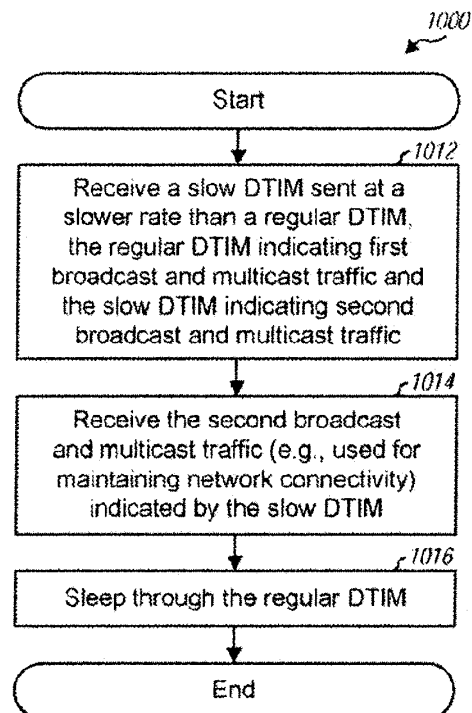 1000
Start
1012
Receive a slow DTIM sent at a
slower rate than a regular DTIM,
the regular DTIM indicating first
broadcast and multicast traffic and
the slow DTIM indicating second
broadcast and multicast traffic
1014
Receive the second broadcast
and multicast traffic (e.g., used for
maintaining network connectivity)
indicated by the slow DTIM
1016
Sleep through the regular DTIM
End